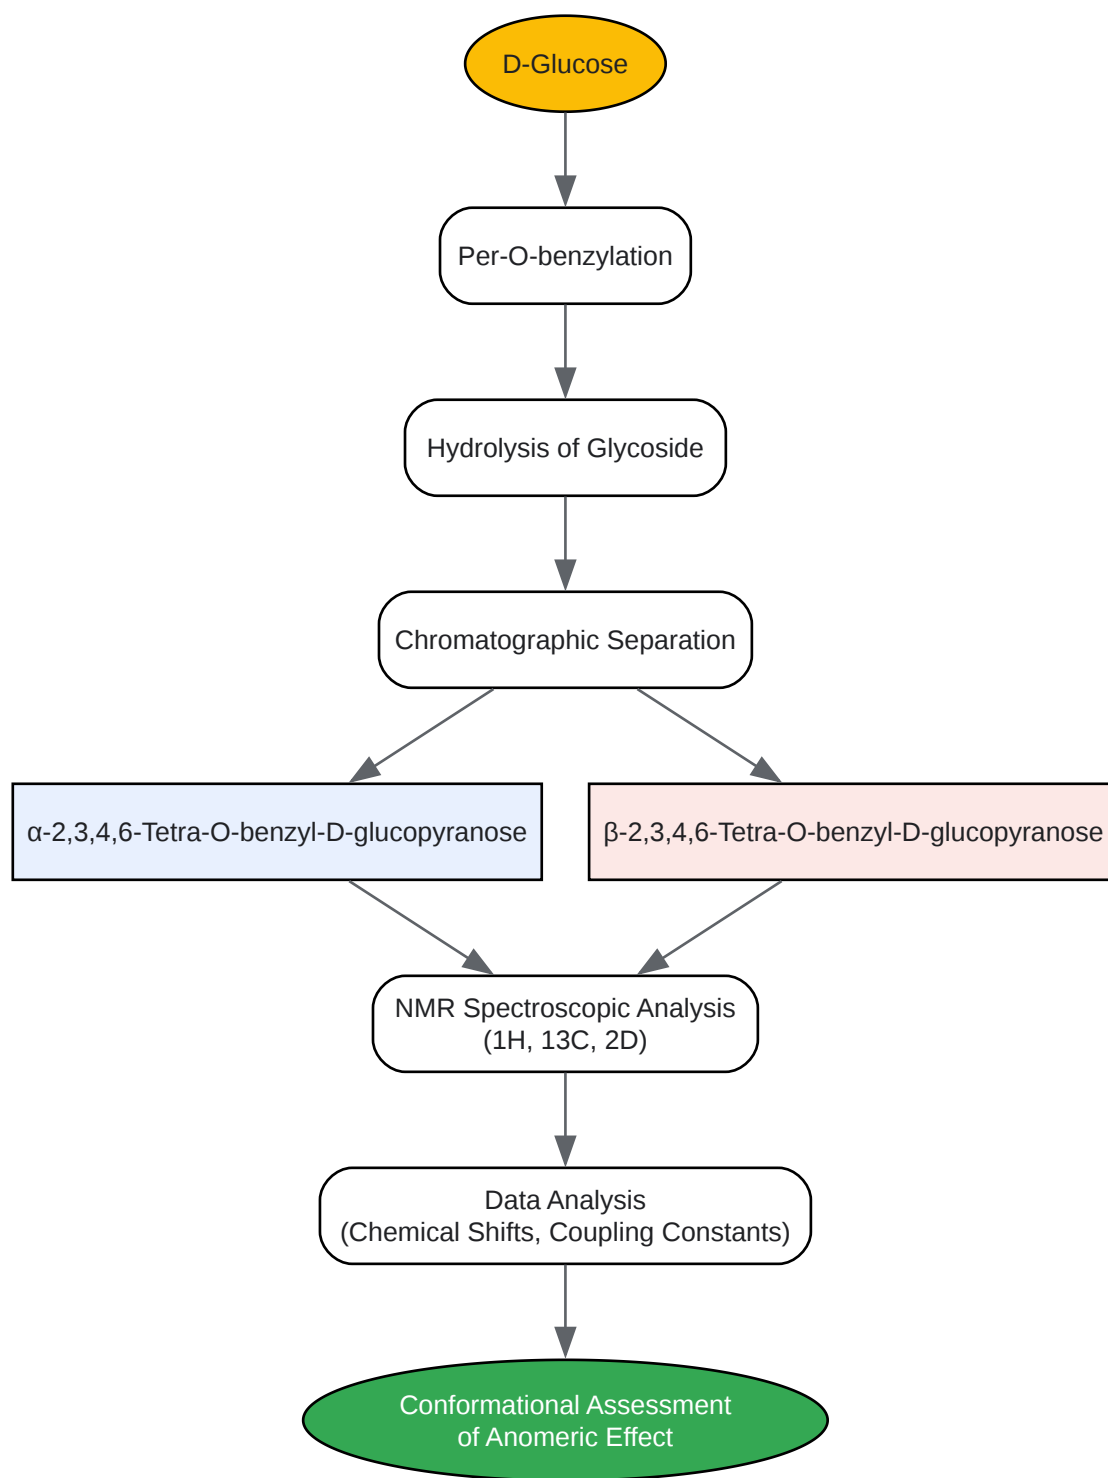 D-Glucose
Per-O-benzylation
Hydrolysis of Glycoside
Chromatographic Separation
α-2,3,4,6-Tetra-O-benzyl-D-glucopyranose
β-2,3,4,6-Tetra-O-benzyl-D-glucopyranose
NMR Spectroscopic Analysis
(1H, 13C, 2D)
Data Analysis
(Chemical Shifts, Coupling Constants)
Conformational Assessment
of Anomeric Effect